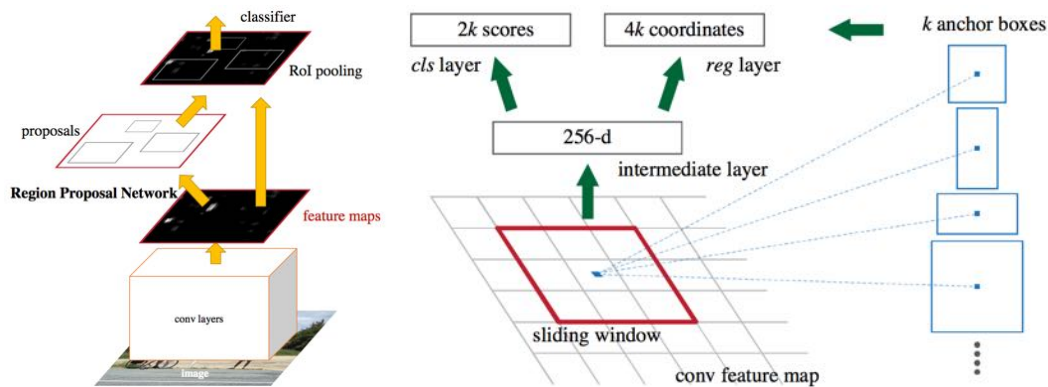 classifier
RoI pooling
proposals
Region Proposal Network
feature maps
conv layers
image
2k scores
4k coordinates
k anchor boxes
cls layer
reg layer
256-d
intermediate layer
sliding window
conv feature map